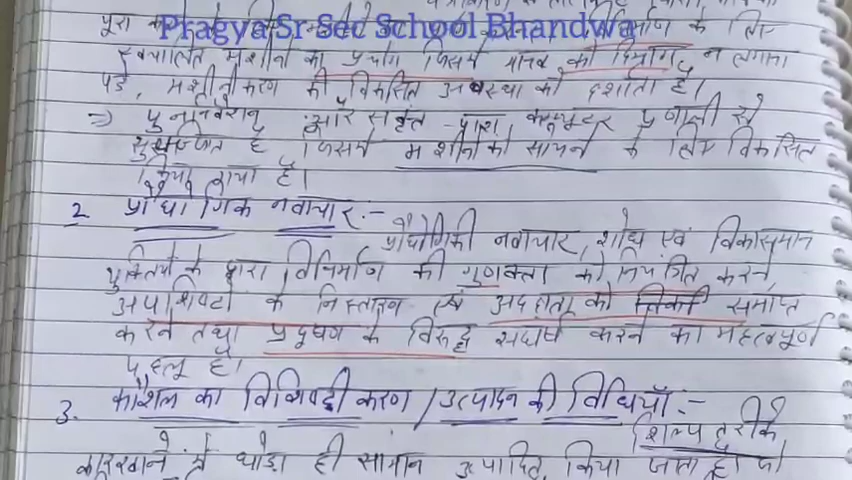 पूरा के लिए
Pragya Sr Sec School Bhandwa
स्वचालित मशीनों का प्रयोग जिसमें मानव को दिमाग न लगाना
पड़े, मशीनीकरण की विकसित अवस्था को दर्शाता है।
⇒ पुनर्निवेशन और संवृत पाश कम्प्यूटर प्रणाली से
सुसज्जित है जिसमें मशीनों को सोचने के लिए विकसित
किया गया है।
2. प्रौद्योगिक नवाचार :-
प्रौद्योगिकी नवाचार, शोध एवं विकासमान
युक्तियों के द्वारा विनिर्माण की गुणवत्ता को नियंत्रित करने,
अपशिष्टों के निस्तारण एवं अदक्षता को समाप्त
करने तथा प्रदूषण के विरुद्ध संघर्ष करने का महत्वपूर्ण
पहलू है।
3. कौशल का विशिष्टीकरण / उत्पादन की विधियाँ :-
शिल्प तरीके
कारखाने में थोड़ा ही सामान उत्पादित किया जाता है जो